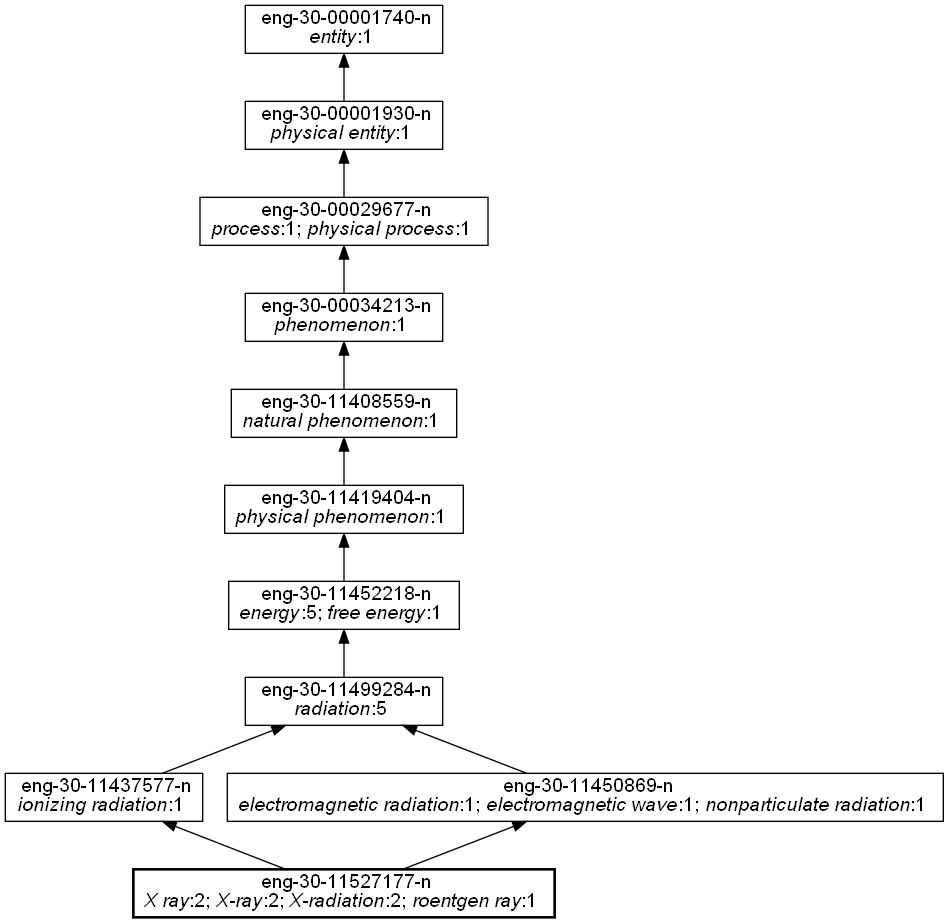 eng-30-00001740-n
entity:1
eng-30-00001930-n
physical entity:1
eng-30-00029677-n
process:1; physical process:1
eng-30-00034213-n
phenomenon:1
eng-30-11408559-n
natural phenomenon:1
eng-30-11419404-n
physical phenomenon:1
eng-30-11452218-n
energy:5; free energy:1
eng-30-11499284-n
radiation:5
eng-30-11437577-n
ionizing radiation:1
eng-30-11450869-n
electromagnetic radiation:1; electromagnetic wave:1; nonparticulate radiation:1
eng-30-11527177-n
X ray:2; X-ray:2; X-radiation:2; roentgen ray:1